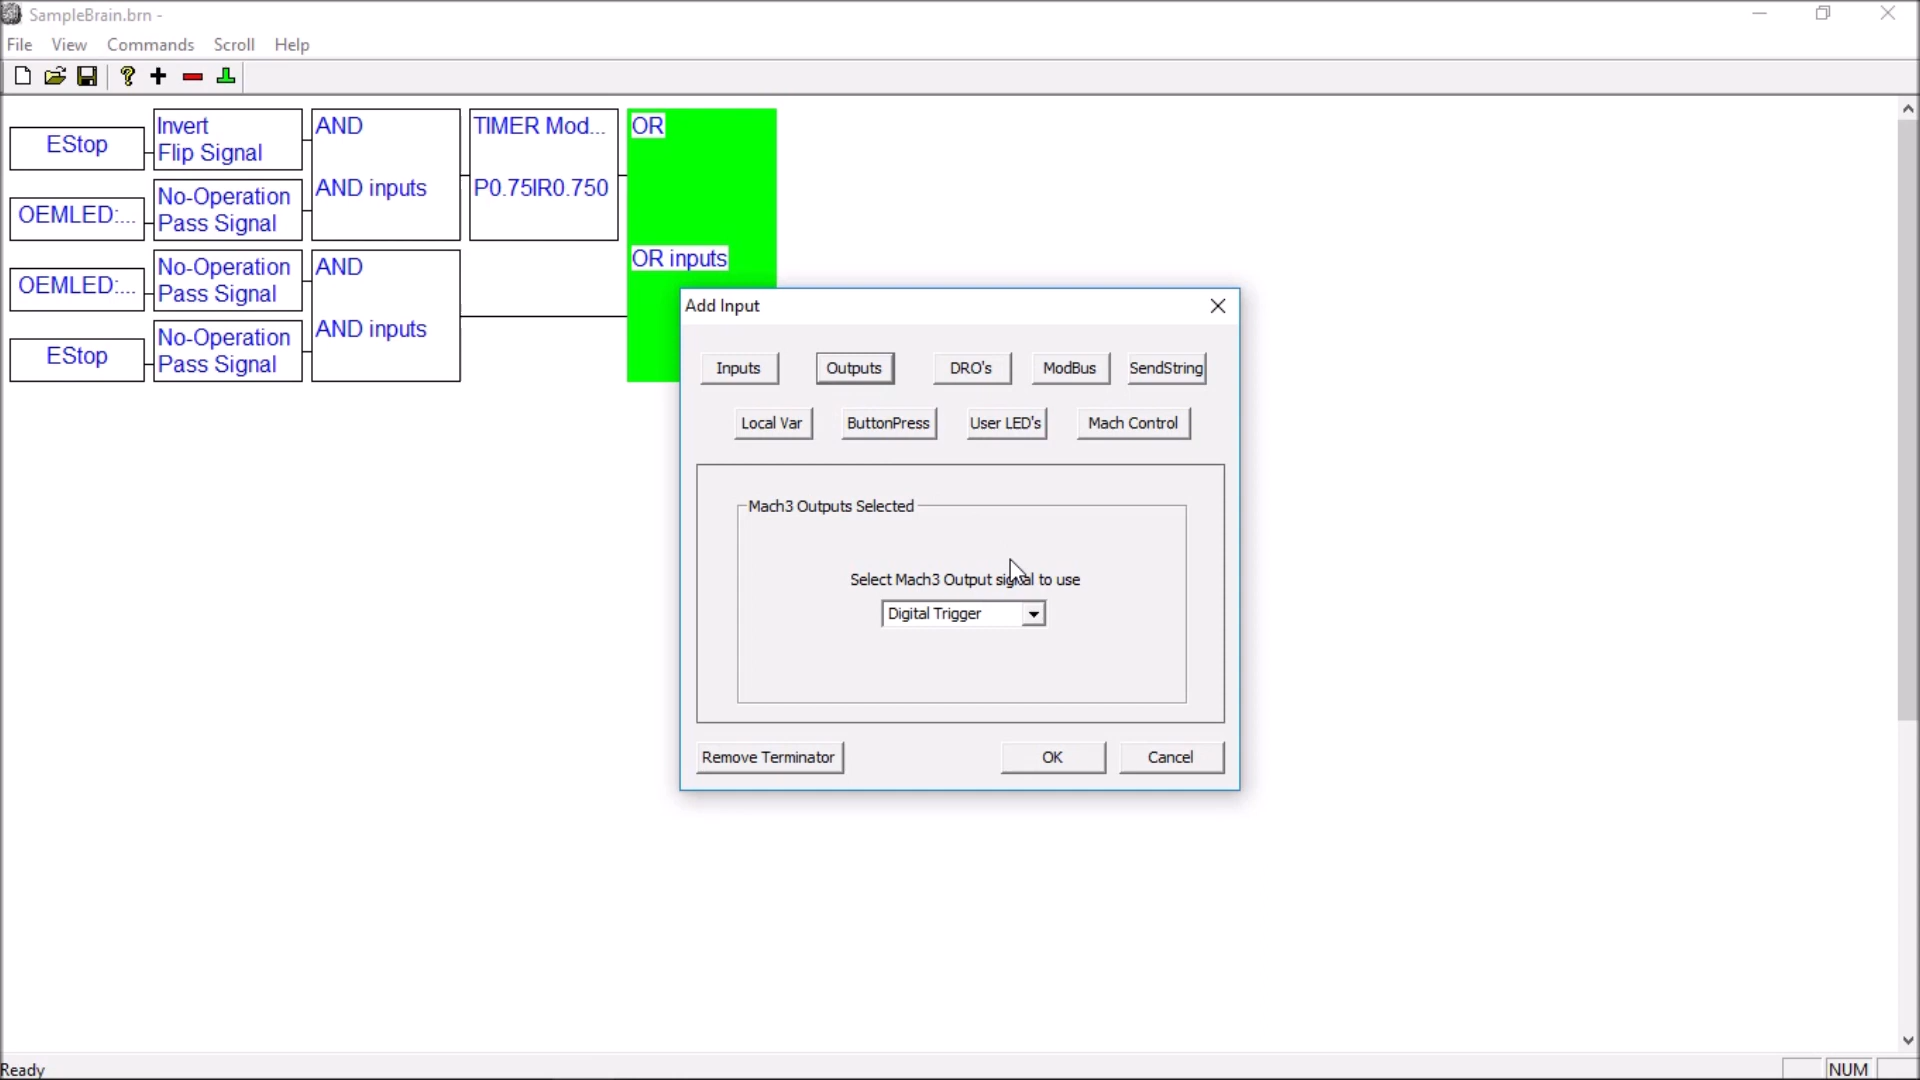 SampleBrain.brn -
File View Commands Scroll Help
EStop
Invert
Flip Signal
AND
AND inputs
TIMER Mod...
P0.75IR0.750
OR
OR inputs
OEMLED:...
No-Operation
Pass Signal
OEMLED:...
No-Operation
Pass Signal
AND
AND inputs
EStop
No-Operation
Pass Signal
Add Input
Inputs Outputs DRO's ModBus SendString
Local Var ButtonPress User LED's Mach Control
Mach3 Outputs Selected
Select Mach3 Output signal to use
Digital Trigger
Remove Terminator OK Cancel
Ready NUM